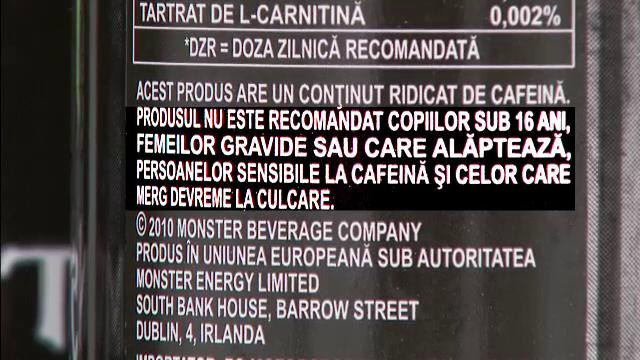 TARTRAT DE L-CARNITINĂ 0,002%
*DZR = DOZA ZILNICĂ RECOMANDATĂ
ACEST PRODUS ARE UN CONŢINUT RIDICAT DE CAFEINĂ.
PRODUSUL NU ESTE RECOMANDAT COPIILOR SUB 16 ANI,
FEMEILOR GRAVIDE SAU CARE ALĂPTEAZĂ,
PERSOANELOR SENSIBILE LA CAFEINĂ ŞI CELOR CARE
MERG DEVREME LA CULCARE.
© 2010 MONSTER BEVERAGE COMPANY
PRODUS ÎN UNIUNEA EUROPEANĂ SUB AUTORITATEA
MONSTER ENERGY LIMITED
SOUTH BANK HOUSE, BARROW STREET
DUBLIN, 4, IRLANDA